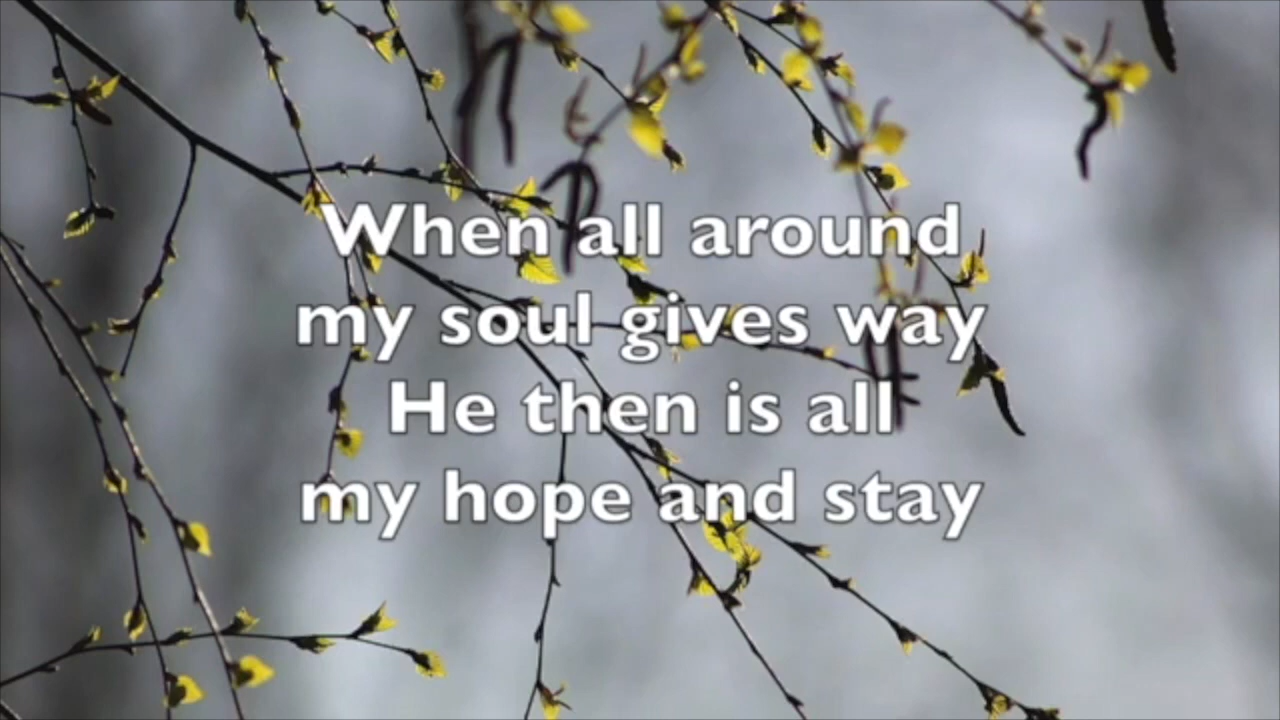 When all around
my soul gives way
He then is all
my hope and stay